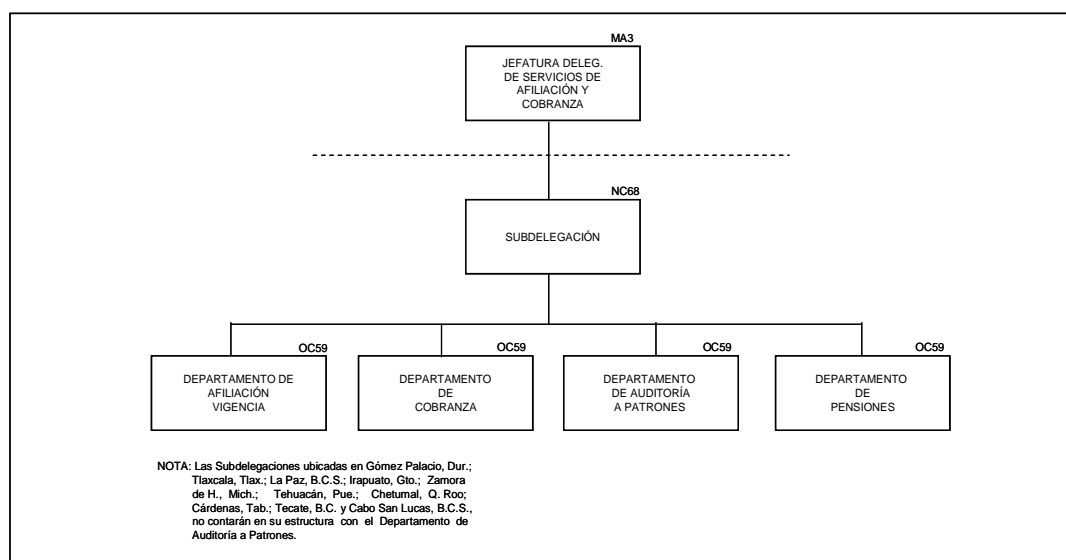 MA3
JEFATURA DELEG.
DE SERVICIOS DE
AFILIACIÓN Y
COBRANZA
NC68
SUBDELEGACIÓN
OC59
DEPARTAMENTO DE
AFILIACIÓN
VIGENCIA
OC59
DEPARTAMENTO
DE
COBRANZA
OC59
DEPARTAMENTO
DE AUDITORÍA
A PATRONES
OC59
DEPARTAMENTO
DE
PENSIONES
NOTA: Las Subdelegaciones ubicadas en Gómez Palacio, Dur.;
Tlaxcala, Tlax.; La Paz, B.C.S.; Irapuato, Gto.; Zamora
de H., Mich.; Tehuacán, Pue.; Chetumal, Q. Roo;
Cárdenas, Tab.; Tecate, B.C. y Cabo San Lucas, B.C.S.,
no contarán en su estructura con el Departamento de
Auditoría a Patrones.